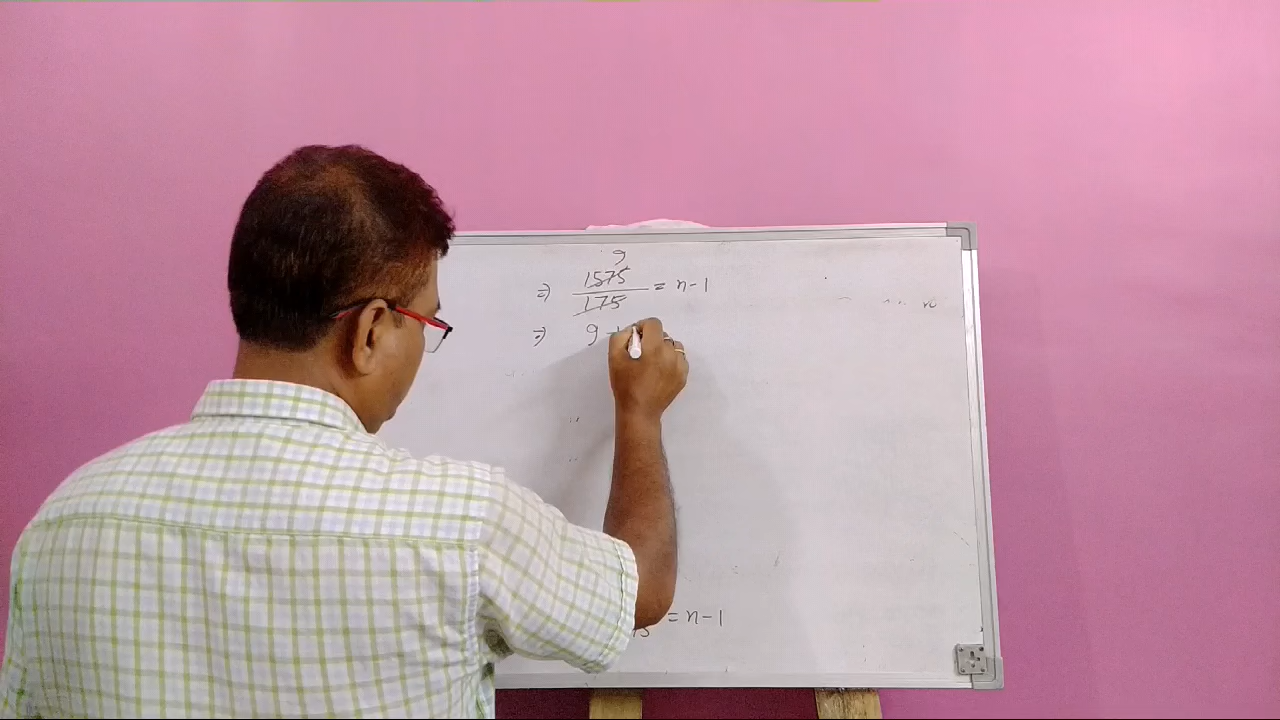 9
⇒ 1575/175 = n-1
⇒ 9 +
= n-1